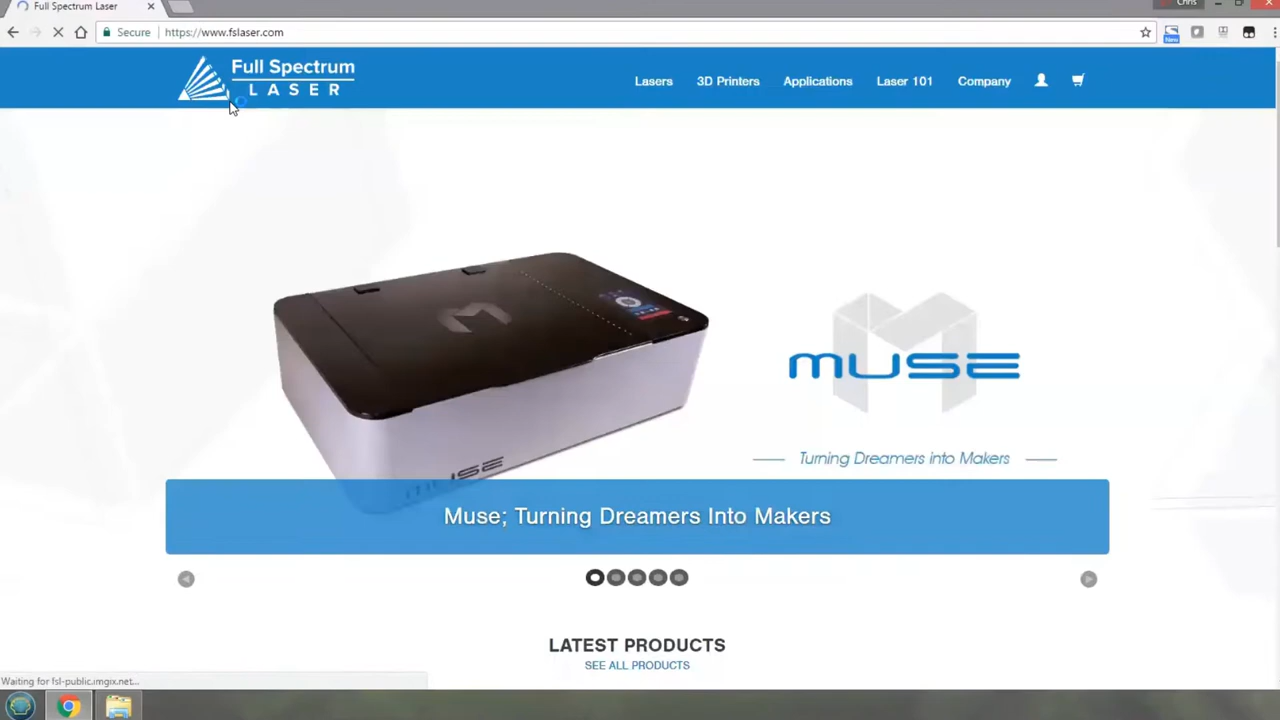 Full Spectrum Laser
Chris
Secure https://www.fslaser.com
New
Full Spectrum
LASER
Lasers 3D Printers Applications Laser 101 Company
M
muse
muse
Turning Dreamers into Makers
Muse; Turning Dreamers Into Makers
LATEST PRODUCTS
SEE ALL PRODUCTS
Waiting for fsl-public.imgix.net...